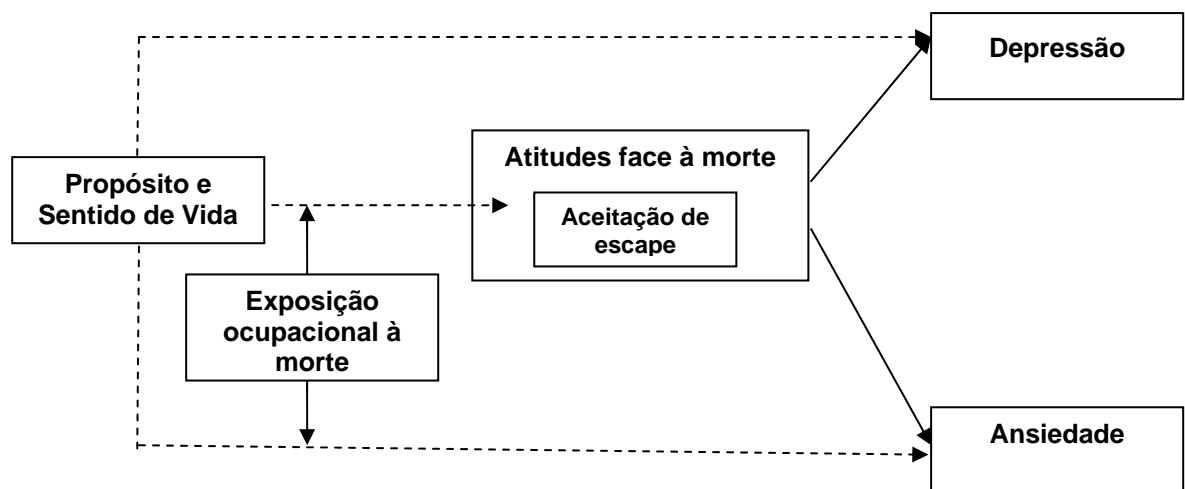 Depressão
Atitudes face à morte
Propósito e
Sentido de Vida
Aceitação de
escape
Exposição
ocupacional à
morte
Ansiedade